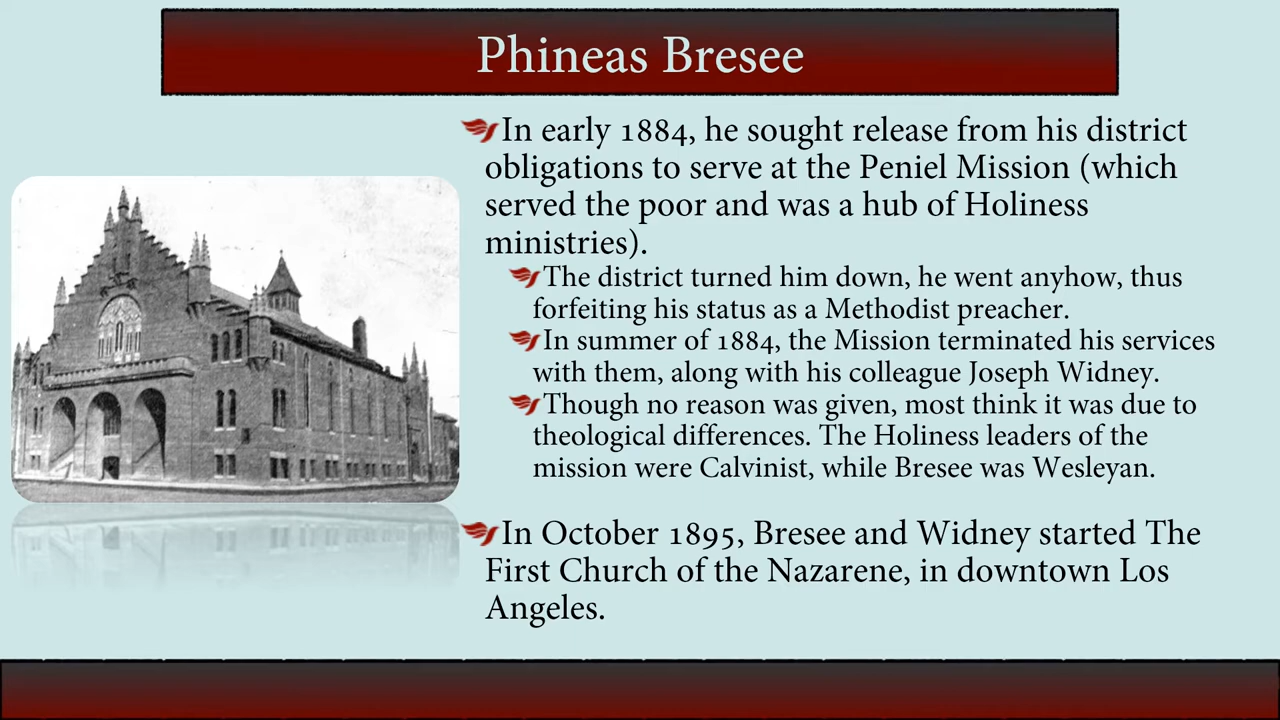 Phineas Bresee
In early 1884, he sought release from his district
obligations to serve at the Peniel Mission (which
served the poor and was a hub of Holiness
ministries).
The district turned him down, he went anyhow, thus
forfeiting his status as a Methodist preacher.
In summer of 1884, the Mission terminated his services
with them, along with his colleague Joseph Widney.
Though no reason was given, most think it was due to
theological differences. The Holiness leaders of the
mission were Calvinist, while Bresee was Wesleyan.
In October 1895, Bresee and Widney started The
First Church of the Nazarene, in downtown Los
Angeles.